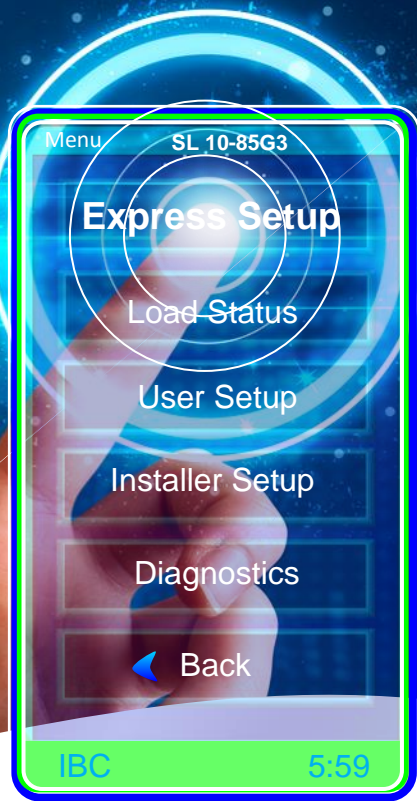 Menu SL 10-85G3
Express Setup
Load Status
User Setup
Installer Setup
Diagnostics
Back
IBC 5:59